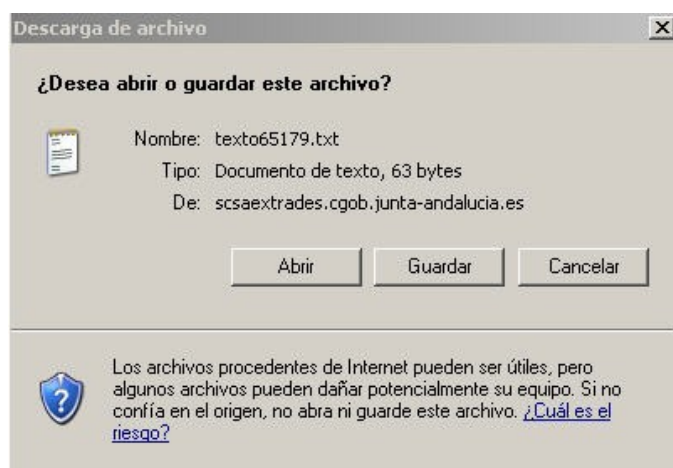 Descarga de archivo
¿Desea abrir o guardar este archivo?
Nombre: texto65179.txt
Tipo: Documento de texto, 63 bytes
De: scsaextrades.cgob.junta-andalucia.es
Abrir Guardar Cancelar
Los archivos procedentes de Internet pueden ser útiles, pero
algunos archivos pueden dañar potencialmente su equipo. Si no
confía en el origen, no abra ni guarde este archivo. ¿Cuál es el
riesgo?